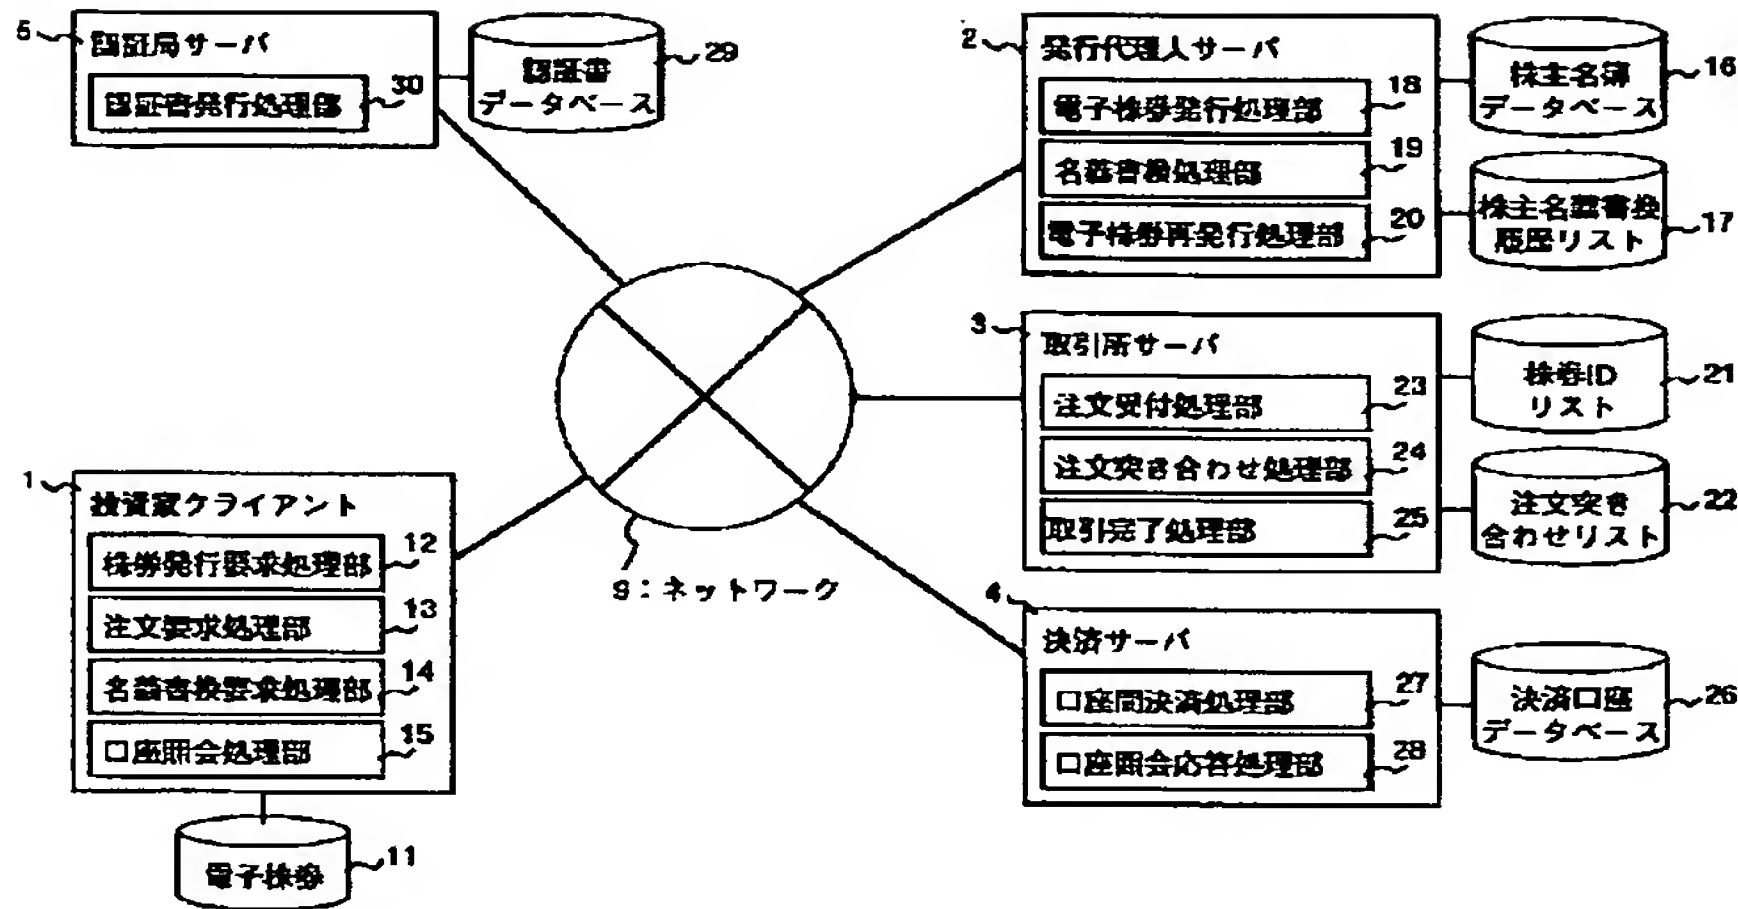 5
認証局サーバ
認証書発行処理部
30
認証書
データベース
29
2
発行代理人サーバ
電子株券発行処理部
18
名義書換処理部
19
電子株券再発行処理部
20
株主名簿
データベース
16
株主名義書換
履歴リスト
17
3
取引所サーバ
注文受付処理部
23
注文突き合わせ処理部
24
取引完了処理部
25
株券ID
リスト
21
注文突き
合わせリスト
22
1
投資家クライアント
株券発行要求処理部
12
注文要求処理部
13
名義書換要求処理部
14
口座照会処理部
15
電子株券
11
9:ネットワーク
4
決済サーバ
口座間決済処理部
27
口座照会応答処理部
28
決済口座
データベース
26